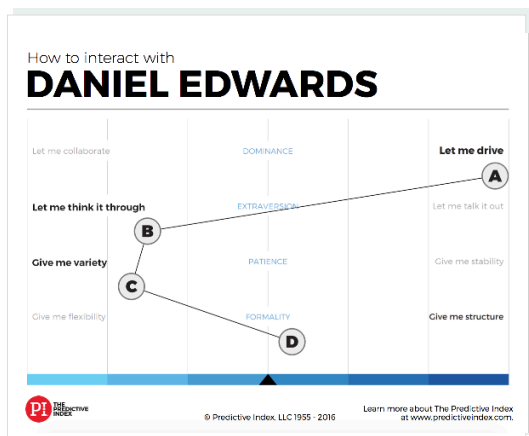 How to interact with
DANIEL EDWARDS
Let me collaborate DOMINANCE Let me drive
A
Let me think it through EXTRAVERSION Let me talk it out
B
Give me variety PATIENCE Give me stability
C
Give me flexibility FORMALITY Give me structure
D
PI THE PREDICTIVE INDEX
© Predictive Index, LLC 1955 - 2016
Learn more about The Predictive Index
at www.predictiveindex.com.